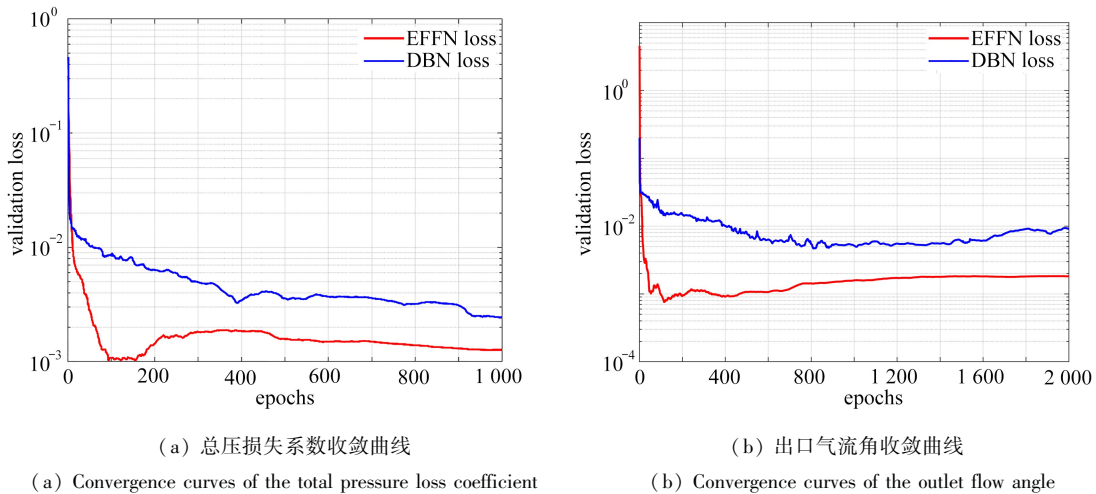 10^0
10^-1
10^-2
10^-3
validation loss
EFFN loss
DBN loss
0 200 400 600 800 1 000
epochs
(a) 总压损失系数收敛曲线
(a) Convergence curves of the total pressure loss coefficient
10^0
10^-2
10^-4
validation loss
EFFN loss
DBN loss
0 400 800 1 200 1 600 2 000
epochs
(b) 出口气流角收敛曲线
(b) Convergence curves of the outlet flow angle